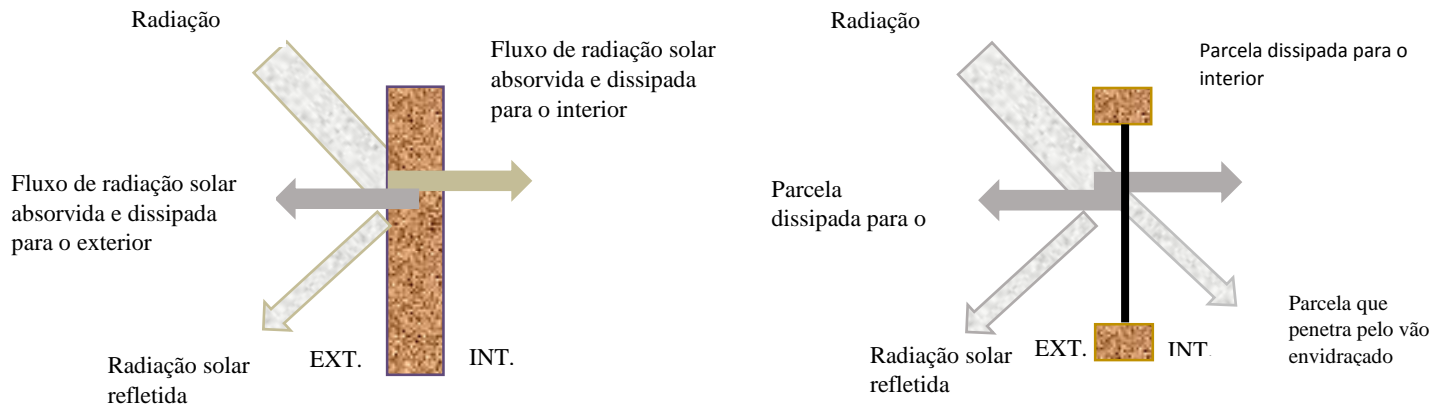 Radiação
Fluxo de radiação solar
absorvida e dissipada
para o interior
Fluxo de radiação solar
absorvida e dissipada
para o exterior
Radiação solar
refletida
EXT.
INT.
Radiação
Parcela dissipada para o
interior
Parcela
dissipada para o
Radiação solar
refletida
EXT.
INT.
Parcela que
penetra pelo vão
envidraçado